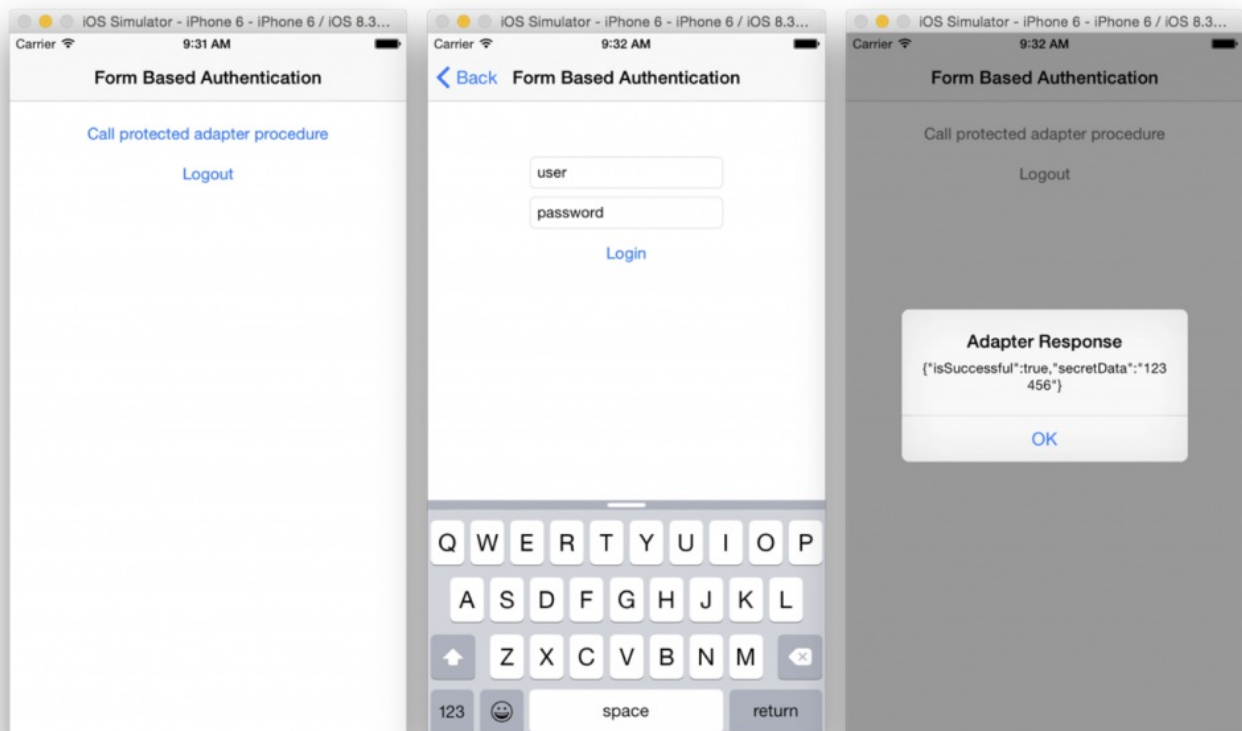 iOS Simulator - iPhone 6 - iPhone 6 / iOS 8.3...
Carrier 9:31 AM
Form Based Authentication
Call protected adapter procedure
Logout
iOS Simulator - iPhone 6 - iPhone 6 / iOS 8.3...
Carrier 9:32 AM
Back Form Based Authentication
user
password
Login
Q W E R T Y U I O P
A S D F G H J K L
Z X C V B N M
123 space return
iOS Simulator - iPhone 6 - iPhone 6 / iOS 8.3...
Carrier 9:32 AM
Form Based Authentication
Call protected adapter procedure
Logout
Adapter Response
{"isSuccessful":true,"secretData":"123
456"}
OK